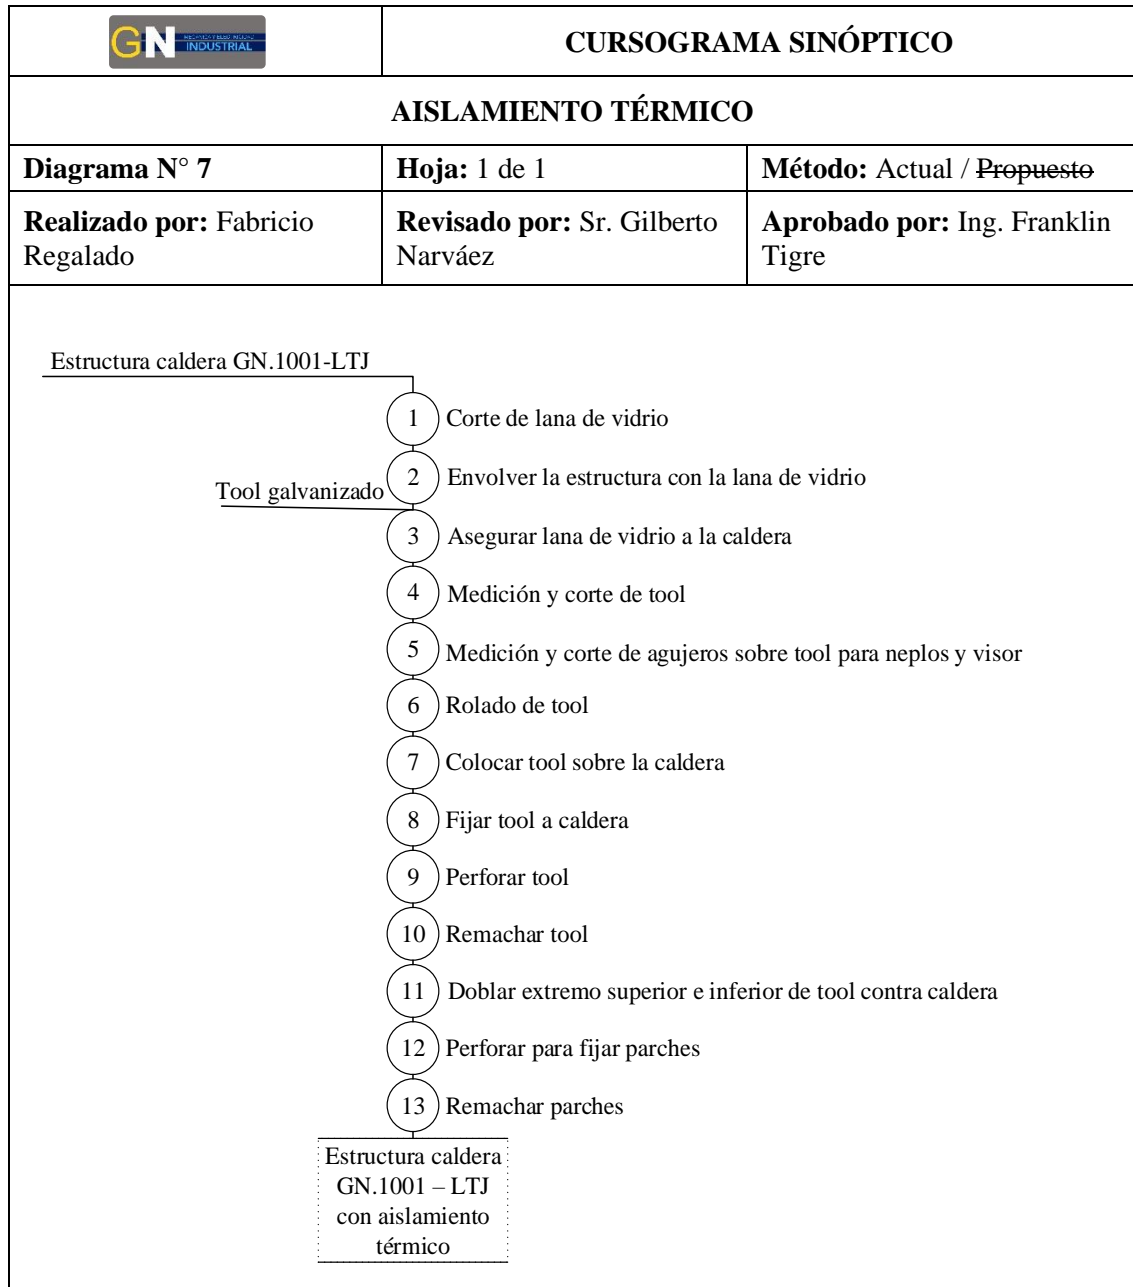 GN
INDUSTRIAL
CURSOGRAMA SINÓPTICO
AISLAMIENTO TÉRMICO
Diagrama N° 7
Hoja: 1 de 1
Método: Actual / Propuesto
Realizado por: Fabricio
Regalado
Revisado por: Sr. Gilberto
Narváez
Aprobado por: Ing. Franklin
Tigre
Estructura caldera GN.1001-LTJ
1 Corte de lana de vidrio
2 Envolver la estructura con la lana de vidrio
Tool galvanizado
3 Asegurar lana de vidrio a la caldera
4 Medición y corte de tool
5 Medición y corte de agujeros sobre tool para neplos y visor
6 Rolado de tool
7 Colocar tool sobre la caldera
8 Fijar tool a caldera
9 Perforar tool
10 Remachar tool
11 Doblar extremo superior e inferior de tool contra caldera
12 Perforar para fijar parches
13 Remachar parches
Estructura caldera
GN.1001 – LTJ
con aislamiento
térmico